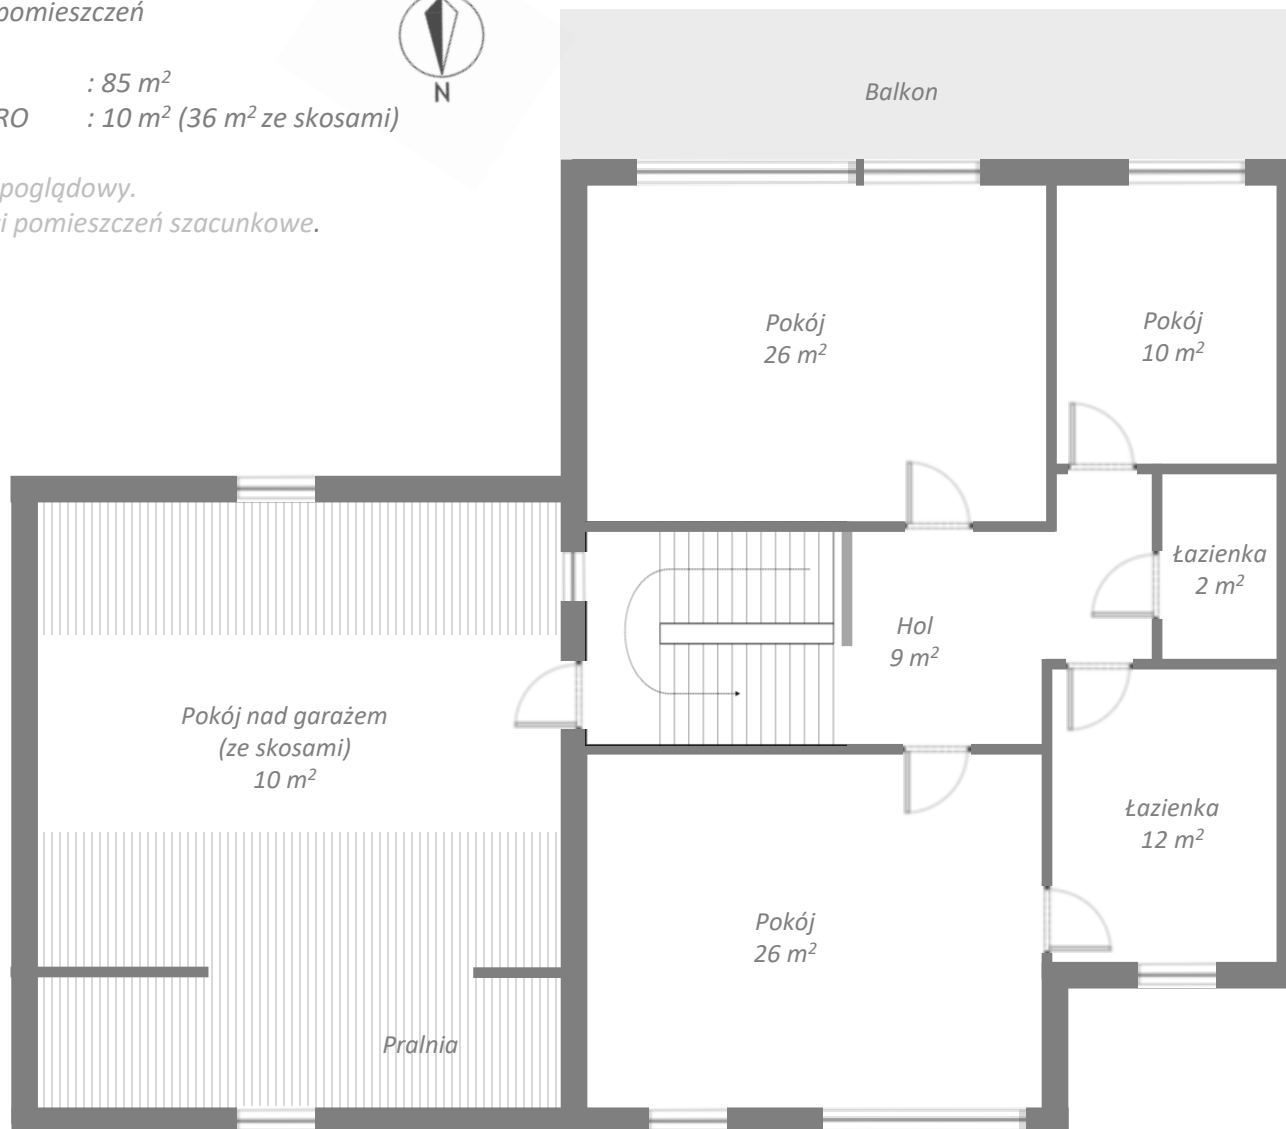 pomieszczeń
: 85 m²
RO : 10 m² (36 m² ze skosami)
poglądowy.
i pomieszczeń szacunkowe.
N
Balkon
Pokój
26 m²
Pokój
10 m²
Łazienka
2 m²
Hol
9 m²
Pokój nad garażem
(ze skosami)
10 m²
Łazienka
12 m²
Pokój
26 m²
Pralnia